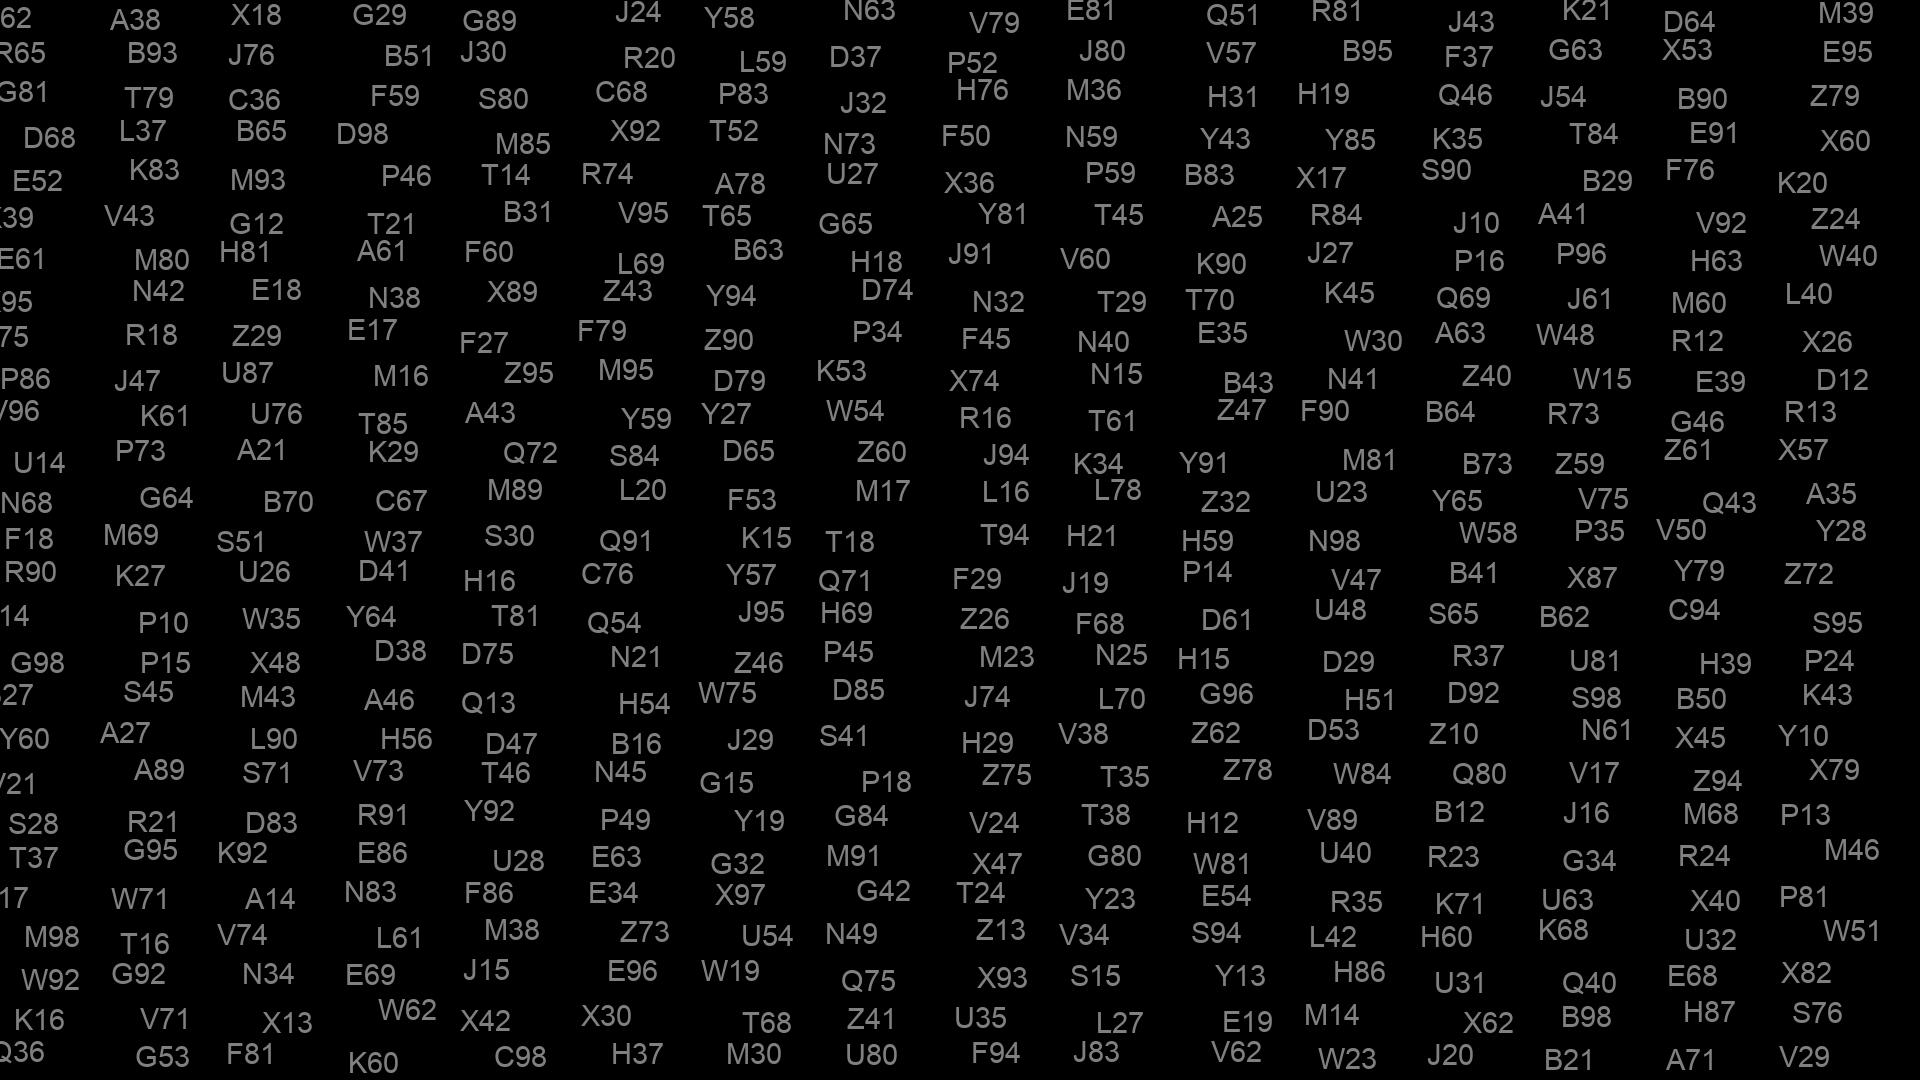 62 A38 X18 G29 G89 J24 Y58 N63 V79 E81 Q51 R81 J43 K21 D64 M39
R65 B93 J76 B51 J30 R20 L59 D37 P52 J80 V57 B95 F37 G63 X53 E95
G81 T79 C36 F59 S80 C68 P83 J32 H76 M36 H31 H19 Q46 J54 B90 Z79
D68 L37 B65 D98 M85 X92 T52 N73 F50 N59 Y43 Y85 K35 T84 E91 X60
E52 K83 M93 P46 T14 R74 A78 U27 X36 P59 B83 X17 S90 B29 F76 K20
39 V43 G12 T21 B31 V95 T65 G65 Y81 T45 A25 R84 J10 A41 V92 Z24
E61 M80 H81 A61 F60 L69 B63 H18 J91 V60 K90 J27 P16 P96 H63 W40
95 N42 E18 N38 X89 Z43 Y94 D74 N32 T29 T70 K45 Q69 J61 M60 L40
75 R18 Z29 E17 F27 F79 Z90 P34 F45 N40 E35 W30 A63 W48 R12 X26
P86 J47 U87 M16 Z95 M95 D79 K53 X74 N15 B43 N41 Z40 W15 E39 D12
V96 K61 U76 T85 A43 Y59 Y27 W54 R16 T61 Z47 F90 B64 R73 G46 R13
U14 P73 A21 K29 Q72 S84 D65 Z60 J94 K34 Y91 M81 B73 Z59 Z61 X57
N68 G64 B70 C67 M89 L20 F53 M17 L16 L78 Z32 U23 Y65 V75 Q43 A35
F18 M69 S51 W37 S30 Q91 K15 T18 T94 H21 H59 N98 W58 P35 V50 Y28
R90 K27 U26 D41 H16 C76 Y57 Q71 F29 J19 P14 V47 B41 X87 Y79 Z72
14 P10 W35 Y64 T81 Q54 J95 H69 Z26 F68 D61 U48 S65 B62 C94 S95
G98 P15 X48 D38 D75 N21 Z46 P45 M23 N25 H15 D29 R37 U81 H39 P24
27 S45 M43 A46 Q13 H54 W75 D85 J74 L70 G96 H51 D92 S98 B50 K43
Y60 A27 L90 H56 D47 B16 J29 S41 H29 V38 Z62 D53 Z10 N61 X45 Y10
V21 A89 S71 V73 T46 N45 G15 P18 Z75 T35 Z78 W84 Q80 V17 Z94 X79
S28 R21 D83 R91 Y92 P49 Y19 G84 V24 T38 H12 V89 B12 J16 M68 P13
T37 G95 K92 E86 U28 E63 G32 M91 X47 G80 W81 U40 R23 G34 R24 M46
17 W71 A14 N83 F86 E34 X97 G42 T24 Y23 E54 R35 K71 U63 X40 P81
M98 T16 V74 L61 M38 Z73 U54 N49 Z13 V34 S94 L42 H60 K68 U32 W51
W92 G92 N34 E69 J15 E96 W19 Q75 X93 S15 Y13 H86 U31 Q40 E68 X82
K16 V71 X13 W62 X42 X30 T68 Z41 U35 L27 E19 M14 X62 B98 H87 S76
Q36 G53 F81 K60 C98 H37 M30 U80 F94 J83 V62 W23 J20 B21 A71 V29